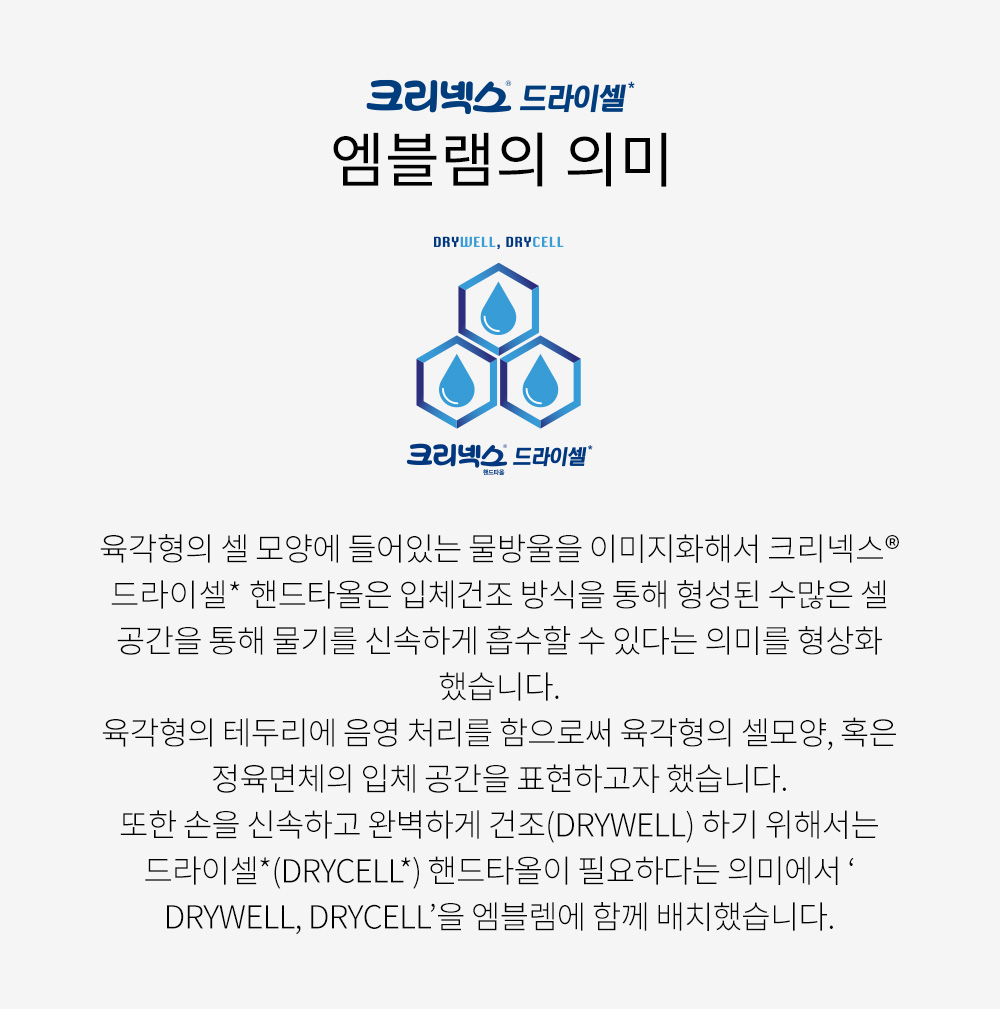 크리넥스® 드라이셀*
엠블램의 의미
DRYWELL, DRYCELL
크리넥스® 드라이셀*
핸드타올
육각형의 셀 모양에 들어있는 물방울을 이미지화해서 크리넥스®
드라이셀* 핸드타올은 입체건조 방식을 통해 형성된 수많은 셀
공간을 통해 물기를 신속하게 흡수할 수 있다는 의미를 형상화
했습니다.
육각형의 테두리에 음영 처리를 함으로써 육각형의 셀모양, 혹은
정육면체의 입체 공간을 표현하고자 했습니다.
또한 손을 신속하고 완벽하게 건조(DRYWELL) 하기 위해서는
드라이셀*(DRYCELL*) 핸드타올이 필요하다는 의미에서 ‘
DRYWELL, DRYCELL’을 엠블렘에 함께 배치했습니다.